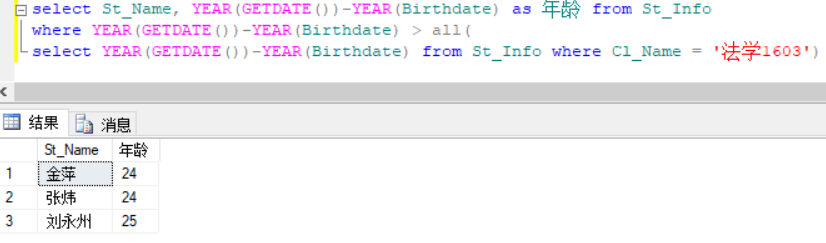 select St_Name, YEAR(GETDATE())-YEAR(Birthdate) as 年龄 from St_Info
where YEAR(GETDATE())-YEAR(Birthdate) > all(
select YEAR(GETDATE())-YEAR(Birthdate) from St_Info where Cl_Name = '法学1603')
结果 消息
St_Name 年龄
1 金萍 24
2 张炜 24
3 刘永州 25